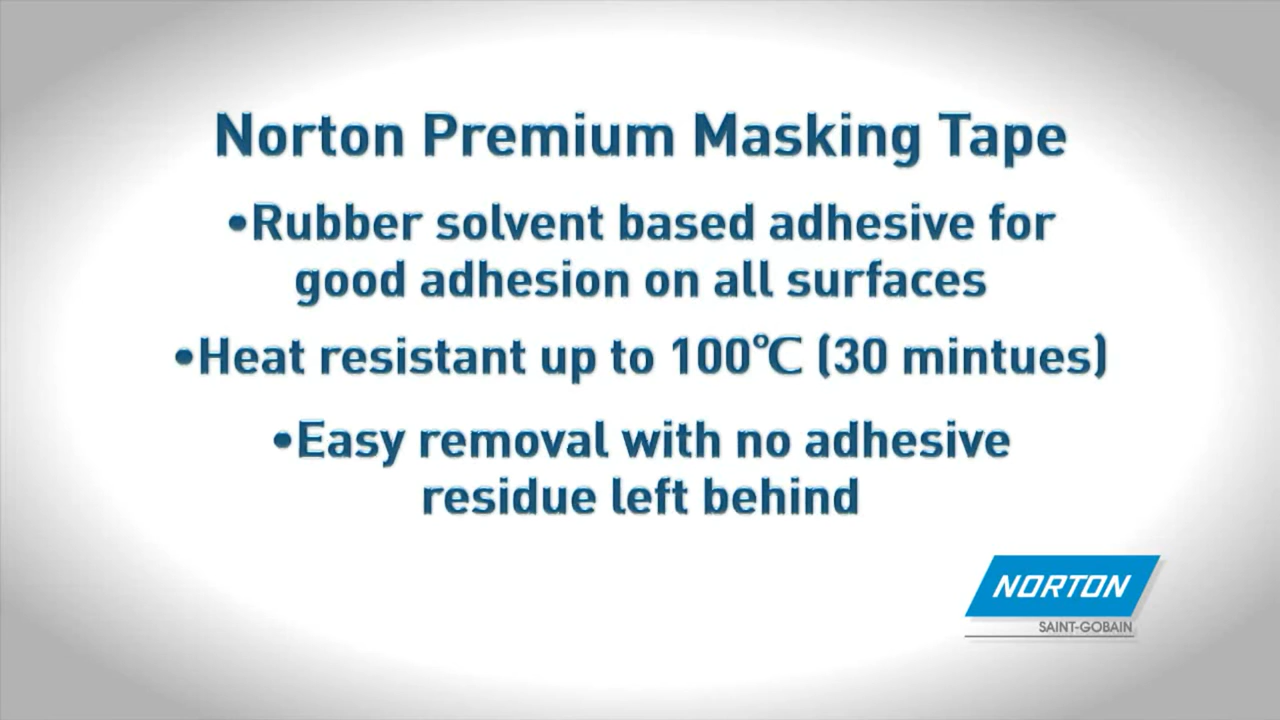 Norton Premium Masking Tape
•Rubber solvent based adhesive for
good adhesion on all surfaces
•Heat resistant up to 100°C (30 mintues)
•Easy removal with no adhesive
residue left behind
NORTON
SAINT-GOBAIN